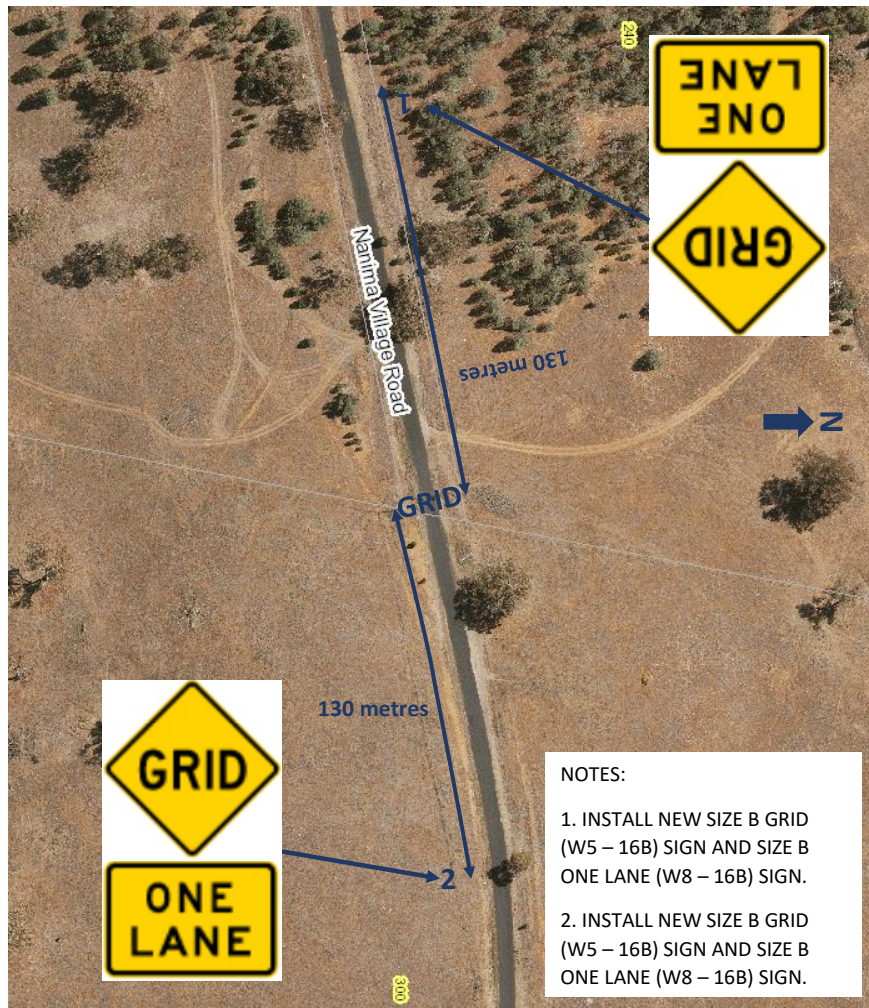 210
ONE
LANE
GRID
1
Nanima Village Road
130 metres
N
GRID
130 metres
GRID
ONE
LANE
2
300
NOTES:
1. INSTALL NEW SIZE B GRID
(W5 – 16B) SIGN AND SIZE B
ONE LANE (W8 – 16B) SIGN.
2. INSTALL NEW SIZE B GRID
(W5 – 16B) SIGN AND SIZE B
ONE LANE (W8 – 16B) SIGN.